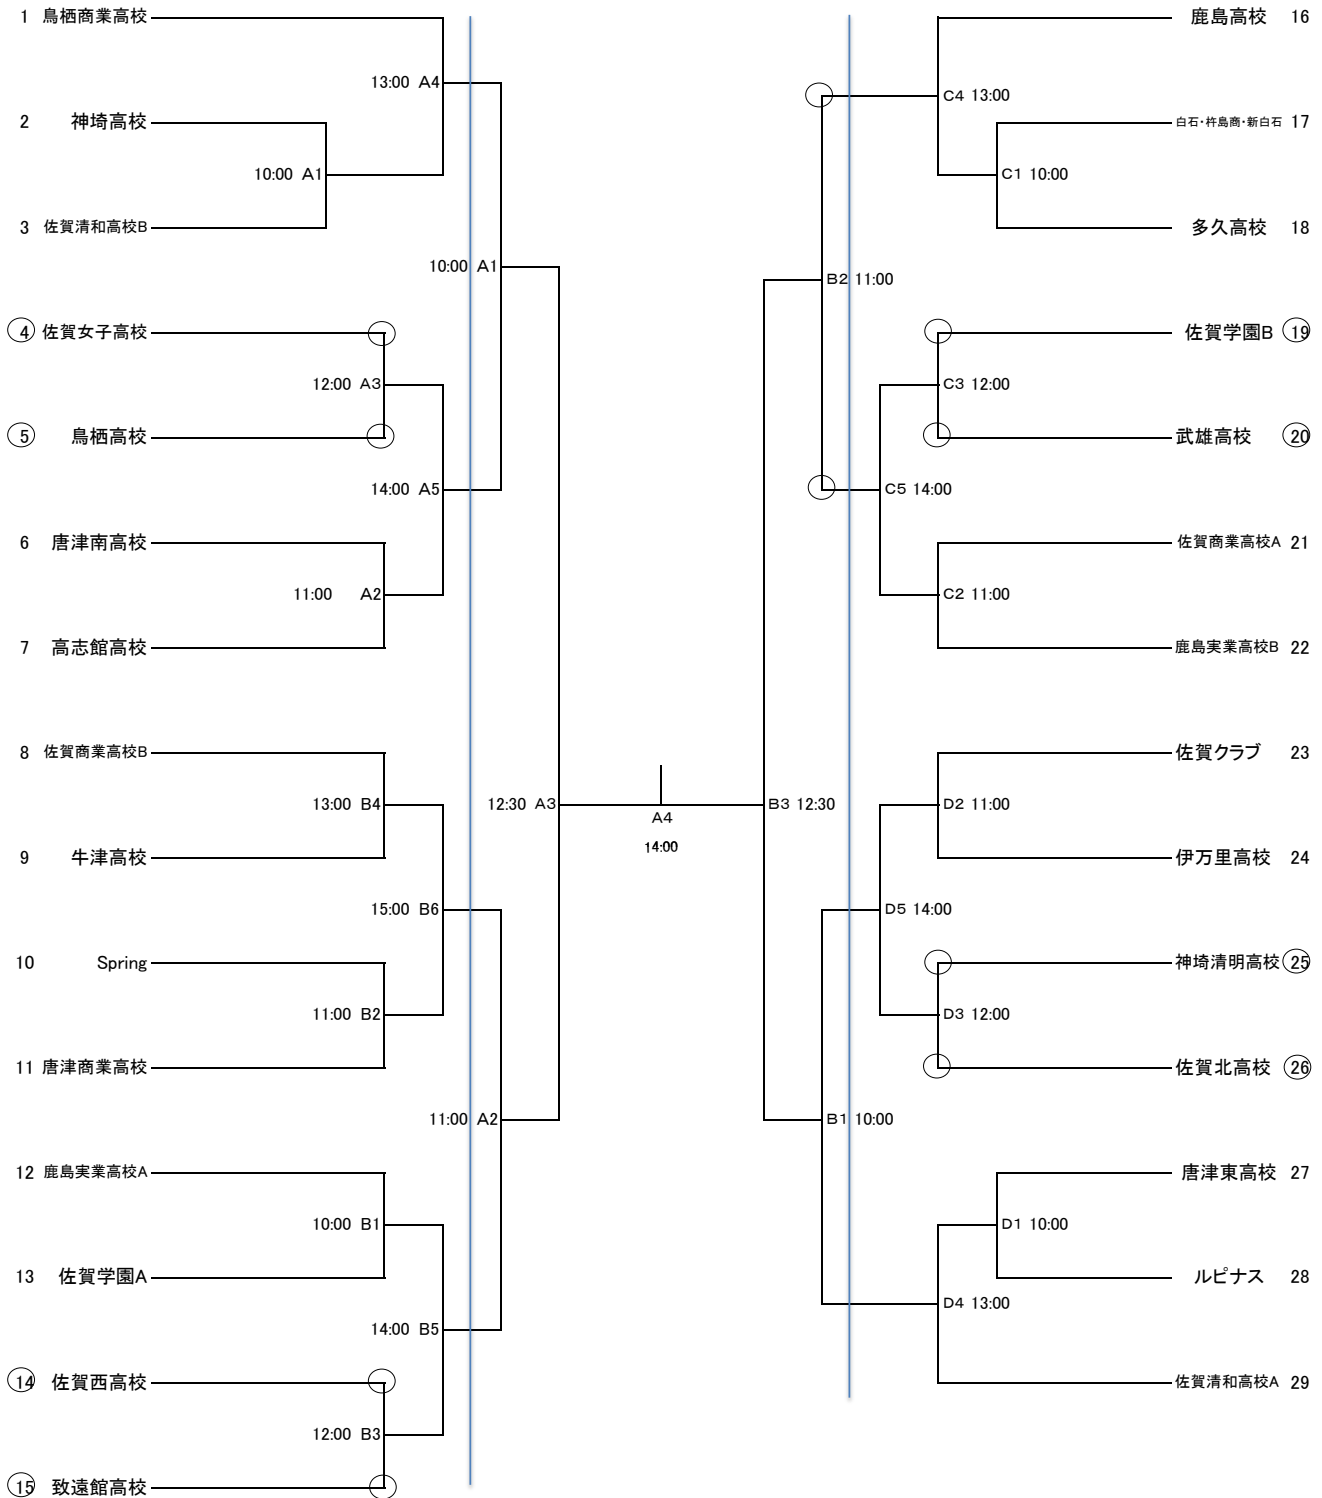 1 鳥栖商業高校
13:00 A4
2 神埼高校
10:00 A1
3 佐賀清和高校B
10:00 A1
4 佐賀女子高校
12:00 A3
5 鳥栖高校
14:00 A5
6 唐津南高校
11:00 A2
7 高志館高校
8 佐賀商業高校B
13:00 B4
12:30 A3
9 牛津高校
15:00 B6
10 Spring
11:00 B2
11 唐津商業高校
11:00 A2
12 鹿島実業高校A
10:00 B1
13 佐賀学園A
14:00 B5
14 佐賀西高校
12:00 B3
15 致遠館高校
A4
14:00
鹿島高校 16
C4 13:00
白石・杵島商・新白石 17
C1 10:00
多久高校 18
B2 11:00
佐賀学園B 19
C3 12:00
武雄高校 20
C5 14:00
佐賀商業高校A 21
C2 11:00
鹿島実業高校B 22
佐賀クラブ 23
B3 12:30
D2 11:00
伊万里高校 24
D5 14:00
神埼清明高校 25
D3 12:00
佐賀北高校 26
B1 10:00
唐津東高校 27
D1 10:00
ルピナス 28
D4 13:00
佐賀清和高校A 29